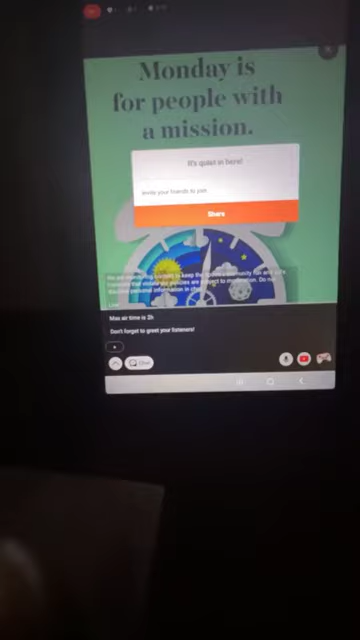 Monday is
for people with
a mission.
It's quiet in here!
Invite your friends to join
Share
Max air time is 2h
Don't forget to greet your listeners!
Chat